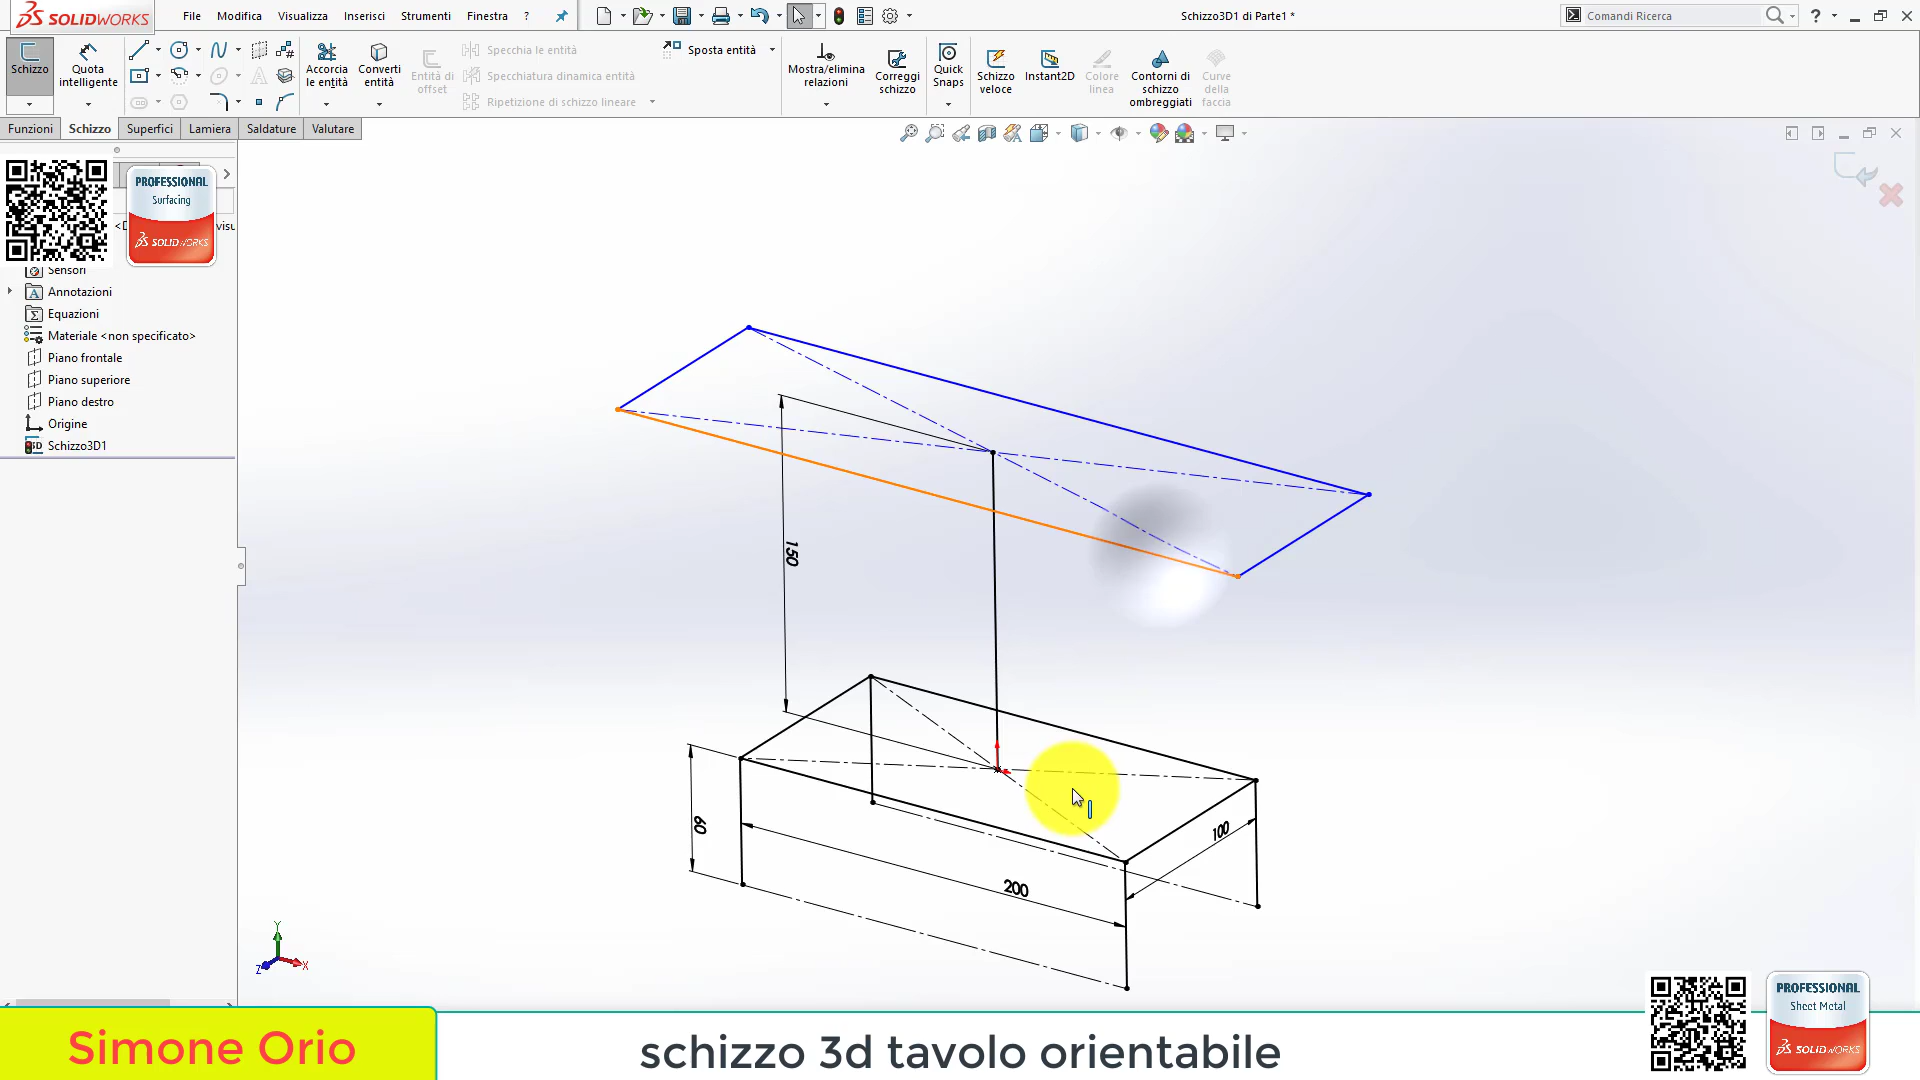 SOLIDWORKS
File
Modifica
Visualizza
Inserisci
Strumenti
Finestra
?
Schizzo3D1 di Parte1 *
Comandi Ricerca
?
Schizzo
Quota
intelligente
Accorcia
le entità
Converti
entità
Entità di
offset
Specchia le entità
Specchiatura dinamica entità
Ripetizione di schizzo lineare
Sposta entità
Mostra/elimina
relazioni
Correggi
schizzo
Quick
Snaps
Schizzo
veloce
Instant2D
Colore
linea
Contorni di
schizzo
ombreggiati
Curve
della
faccia
Funzioni
Schizzo
Superfici
Lamiera
Saldature
Valutare
PROFESSIONAL
Surfacing
SOLIDWORKS
<D
visu
Sensori
Annotazioni
Equazioni
Materiale <non specificato>
Piano frontale
Piano superiore
Piano destro
Origine
3D
Schizzo3D1
150
60
200
100
Y
Z
X
PROFESSIONAL
Sheet Metal
SOLIDWORKS
Simone Orio
schizzo 3d tavolo orientabile